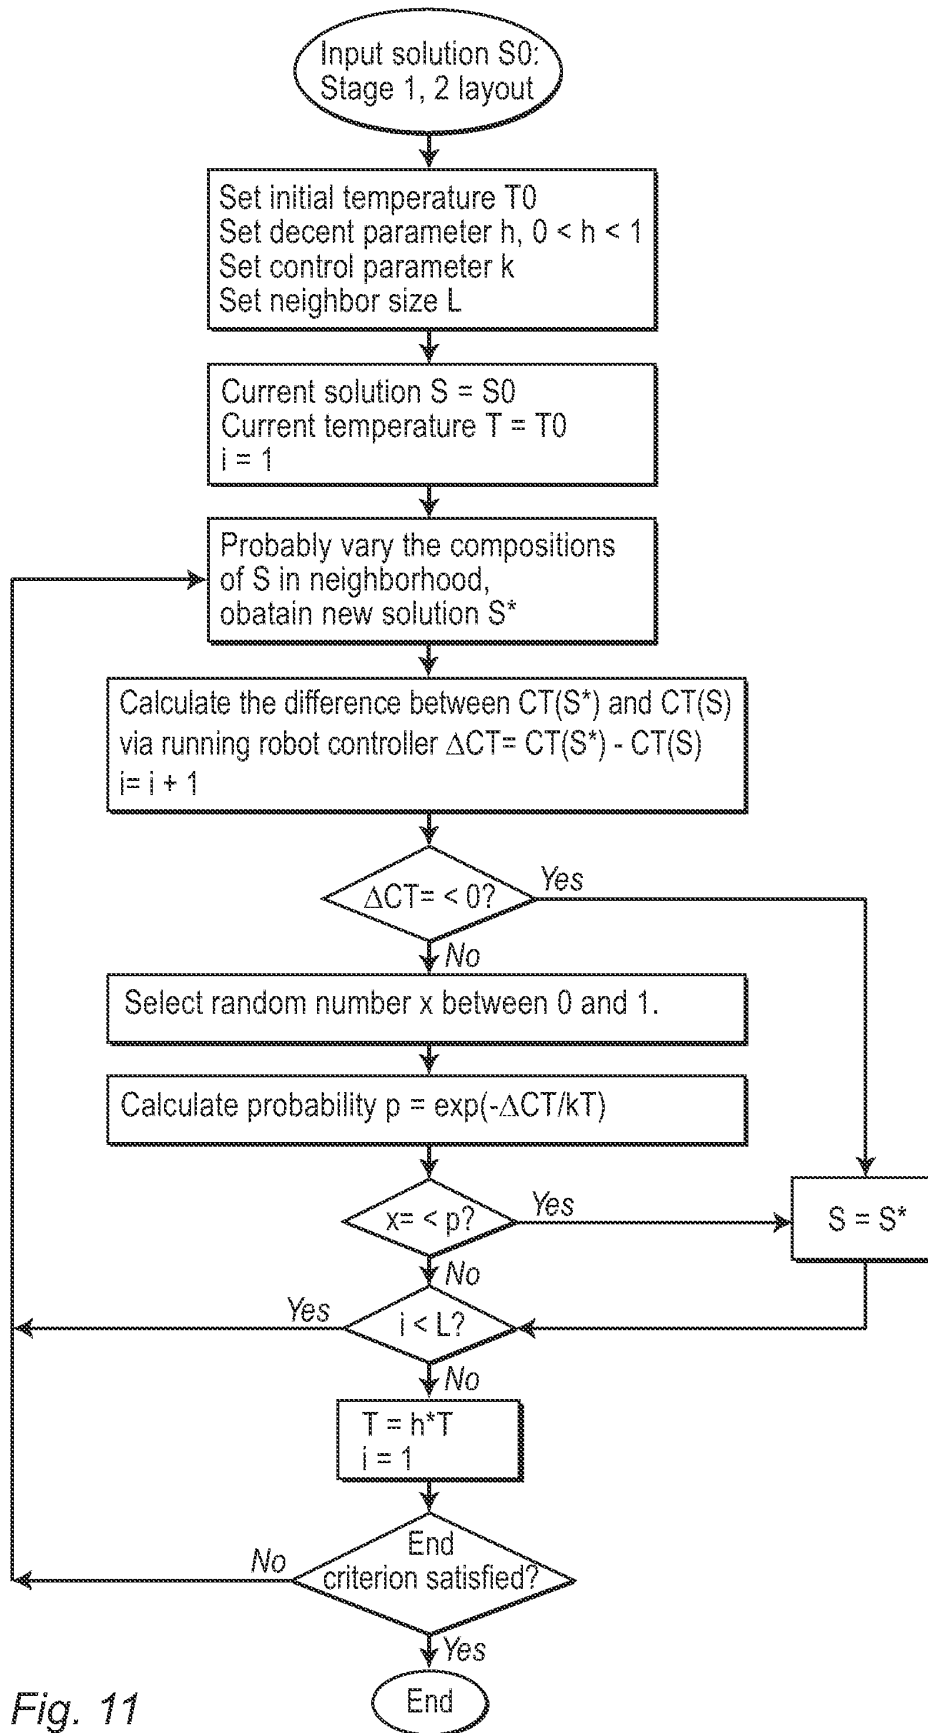 Input solution S0:
Stage 1, 2 layout
Set initial temperature T0
Set decent parameter h, 0 < h < 1
Set control parameter k
Set neighbor size L
Current solution S = S0
Current temperature T = T0
i = 1
Probably vary the compositions
of S in neighborhood,
obatain new solution S*
Calculate the difference between CT(S*) and CT(S)
via running robot controller ΔCT= CT(S*) - CT(S)
i= i + 1
ΔCT= < 0?
Yes
No
Select random number x between 0 and 1.
Calculate probability p = exp(-ΔCT/kT)
x= < p?
Yes
S = S*
No
Yes
i < L?
No
T = h*T
i = 1
No
End
criterion satisfied?
Yes
End
Fig. 11